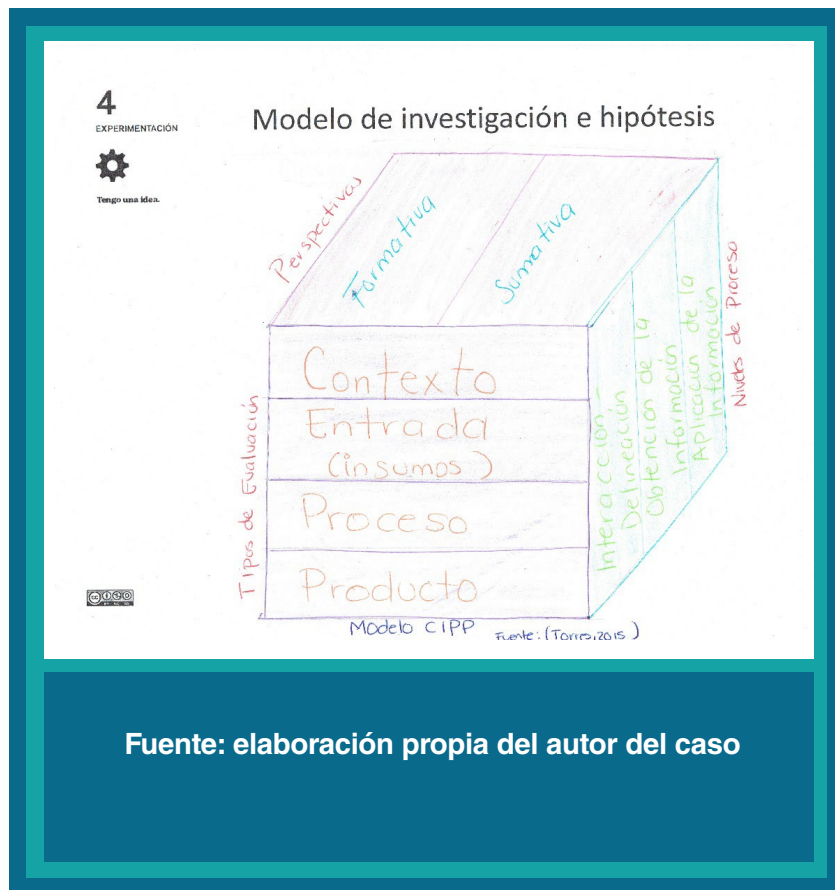 4
EXPERIMENTACIÓN
Tengo una idea.
Modelo de investigación e hipótesis
Perspectivas
Formativa
Sumativa
Tipos de Evaluación
Contexto
Entrada
(insumos)
Proceso
Producto
Interacción-
Delineación
Obtención de la
Información
Aplicación de la
Información
Niveles de Proceso
Modelo CIPP
Fuente: (Torres, 2015)
Fuente: elaboración propia del autor del caso